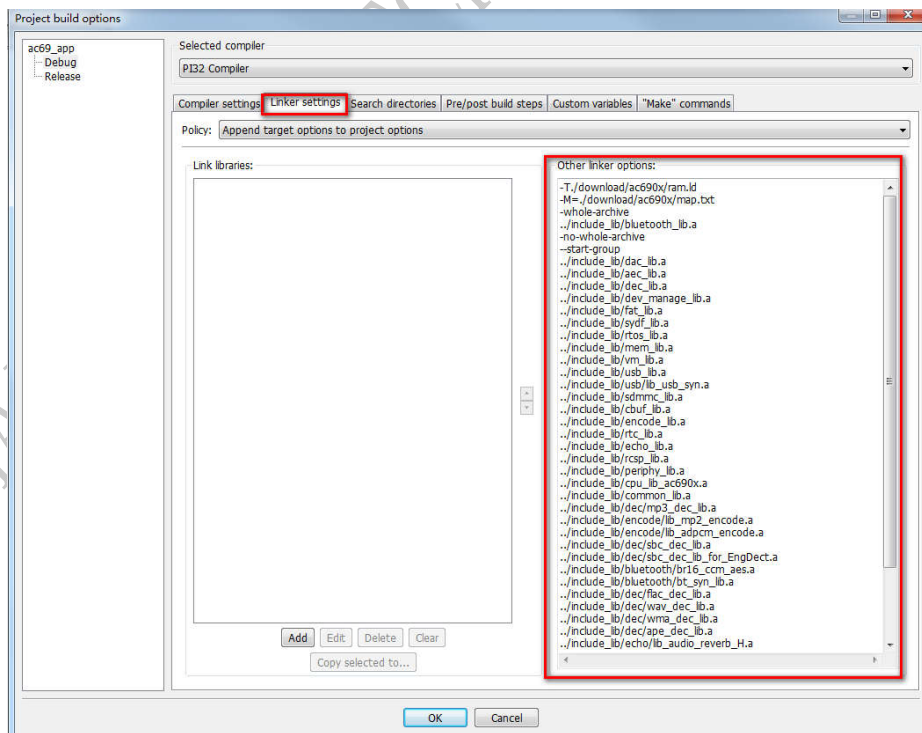 Project build options
ac69_app
Debug
Release
Selected compiler
PI32 Compiler
Compiler settings Linker settings Search directories Pre/post build steps Custom variables "Make" commands
Policy: Append target options to project options
Link libraries:
Other linker options:
-T./download/ac690x/ram.ld
-M=./download/ac690x/map.txt
-whole-archive
../include_lib/bluetooth_lib.a
-no-whole-archive
--start-group
../include_lib/dac_lib.a
../include_lib/aec_lib.a
../include_lib/dec_lib.a
../include_lib/dev_manage_lib.a
../include_lib/fat_lib.a
../include_lib/sydf_lib.a
../include_lib/rtos_lib.a
../include_lib/mem_lib.a
../include_lib/vm_lib.a
../include_lib/usb_lib.a
../include_lib/usb/lib_usb_syn.a
../include_lib/sdmmc_lib.a
../include_lib/cbuf_lib.a
../include_lib/encode_lib.a
../include_lib/rtc_lib.a
../include_lib/echo_lib.a
../include_lib/rcsp_lib.a
../include_lib/periphy_lib.a
../include_lib/cpu_lib_ac690x.a
../include_lib/common_lib.a
../include_lib/dec/mp3_dec_lib.a
../include_lib/encode/lib_mp2_encode.a
../include_lib/encode/lib_adpcm_encode.a
../include_lib/dec/sbc_dec_lib.a
../include_lib/dec/sbc_dec_lib_for_EngDect.a
../include_lib/bluetooth/br16_ccm_aes.a
../include_lib/bluetooth/bt_syn_lib.a
../include_lib/dec/flac_dec_lib.a
../include_lib/dec/wav_dec_lib.a
../include_lib/dec/wma_dec_lib.a
../include_lib/dec/ape_dec_lib.a
../include_lib/echo/lib_audio_reverb_H.a
Add Edit Delete Clear
Copy selected to...
OK Cancel